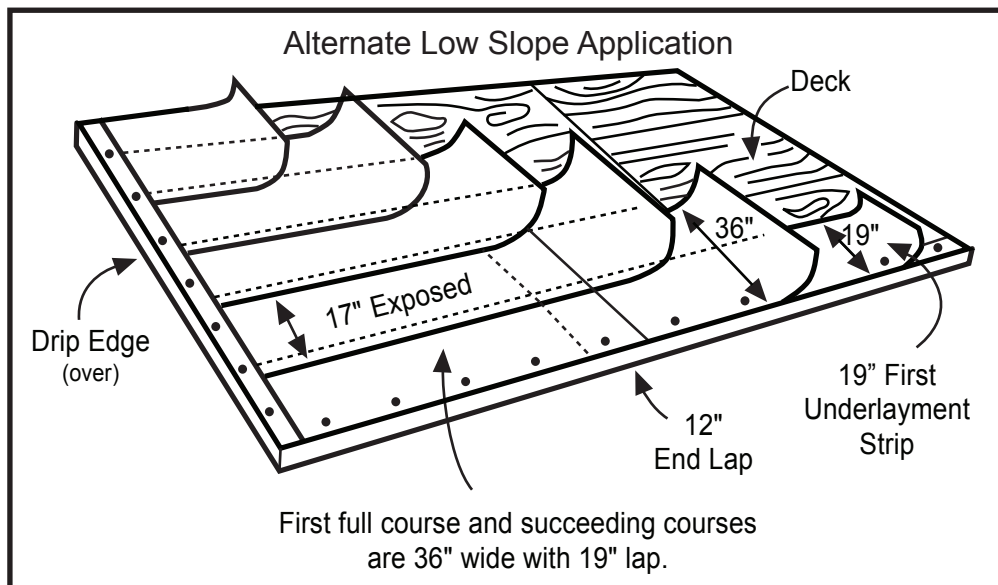 Alternate Low Slope Application
Deck
36"
19"
17" Exposed
Drip Edge
(over)
19” First
Underlayment
Strip
12"
End Lap
First full course and succeeding courses
are 36" wide with 19" lap.